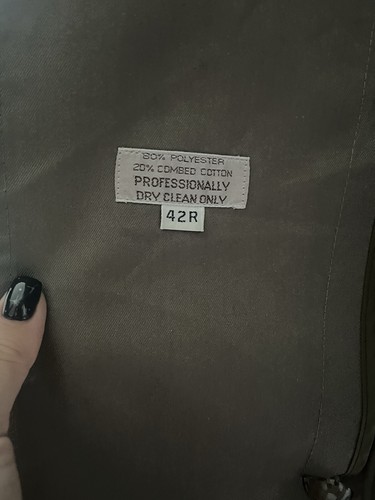 80% POLYESTER
20% COMBED COTTON
PROFESSIONALLY
DRY CLEAN ONLY
42R